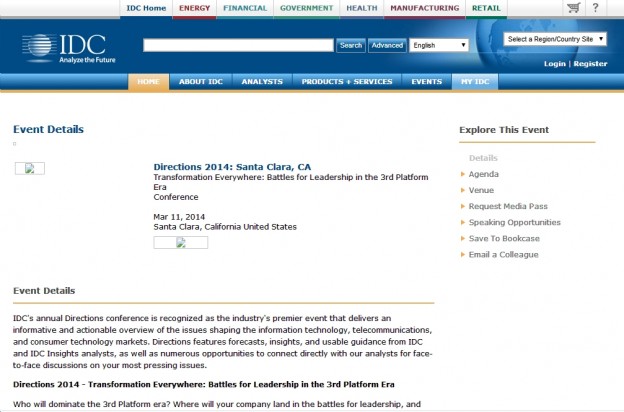 IDC Home ENERGY FINANCIAL GOVERNMENT HEALTH MANUFACTURING RETAIL ?
IDC
Analyze the Future
Search Advanced English Select a Region/Country Site
Login | Register
HOME ABOUT IDC ANALYSTS PRODUCTS + SERVICES EVENTS MY IDC
Event Details
Explore This Event
Directions 2014: Santa Clara, CA
Transformation Everywhere: Battles for Leadership in the 3rd Platform
Era
Conference
Mar 11, 2014
Santa Clara, California United States
Details
Agenda
Venue
Request Media Pass
Speaking Opportunities
Save To Bookcase
Email a Colleague
Event Details
IDC's annual Directions conference is recognized as the industry's premier event that delivers an
informative and actionable overview of the issues shaping the information technology, telecommunications,
and consumer technology markets. Directions features forecasts, insights, and usable guidance from IDC
and IDC Insights analysts, as well as numerous opportunities to connect directly with our analysts for face-
to-face discussions on your most pressing issues.
Directions 2014 - Transformation Everywhere: Battles for Leadership in the 3rd Platform Era
Who will dominate the 3rd Platform era? Where will your company land in the battles for leadership, and